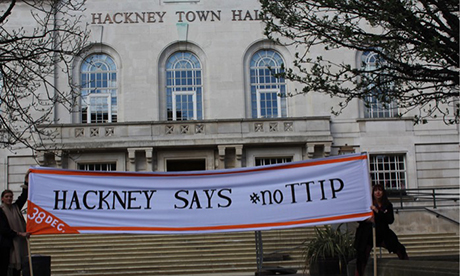 HACKNEY TOWN HALL
HACKNEY SAYS #noTTIP
38 DEG.